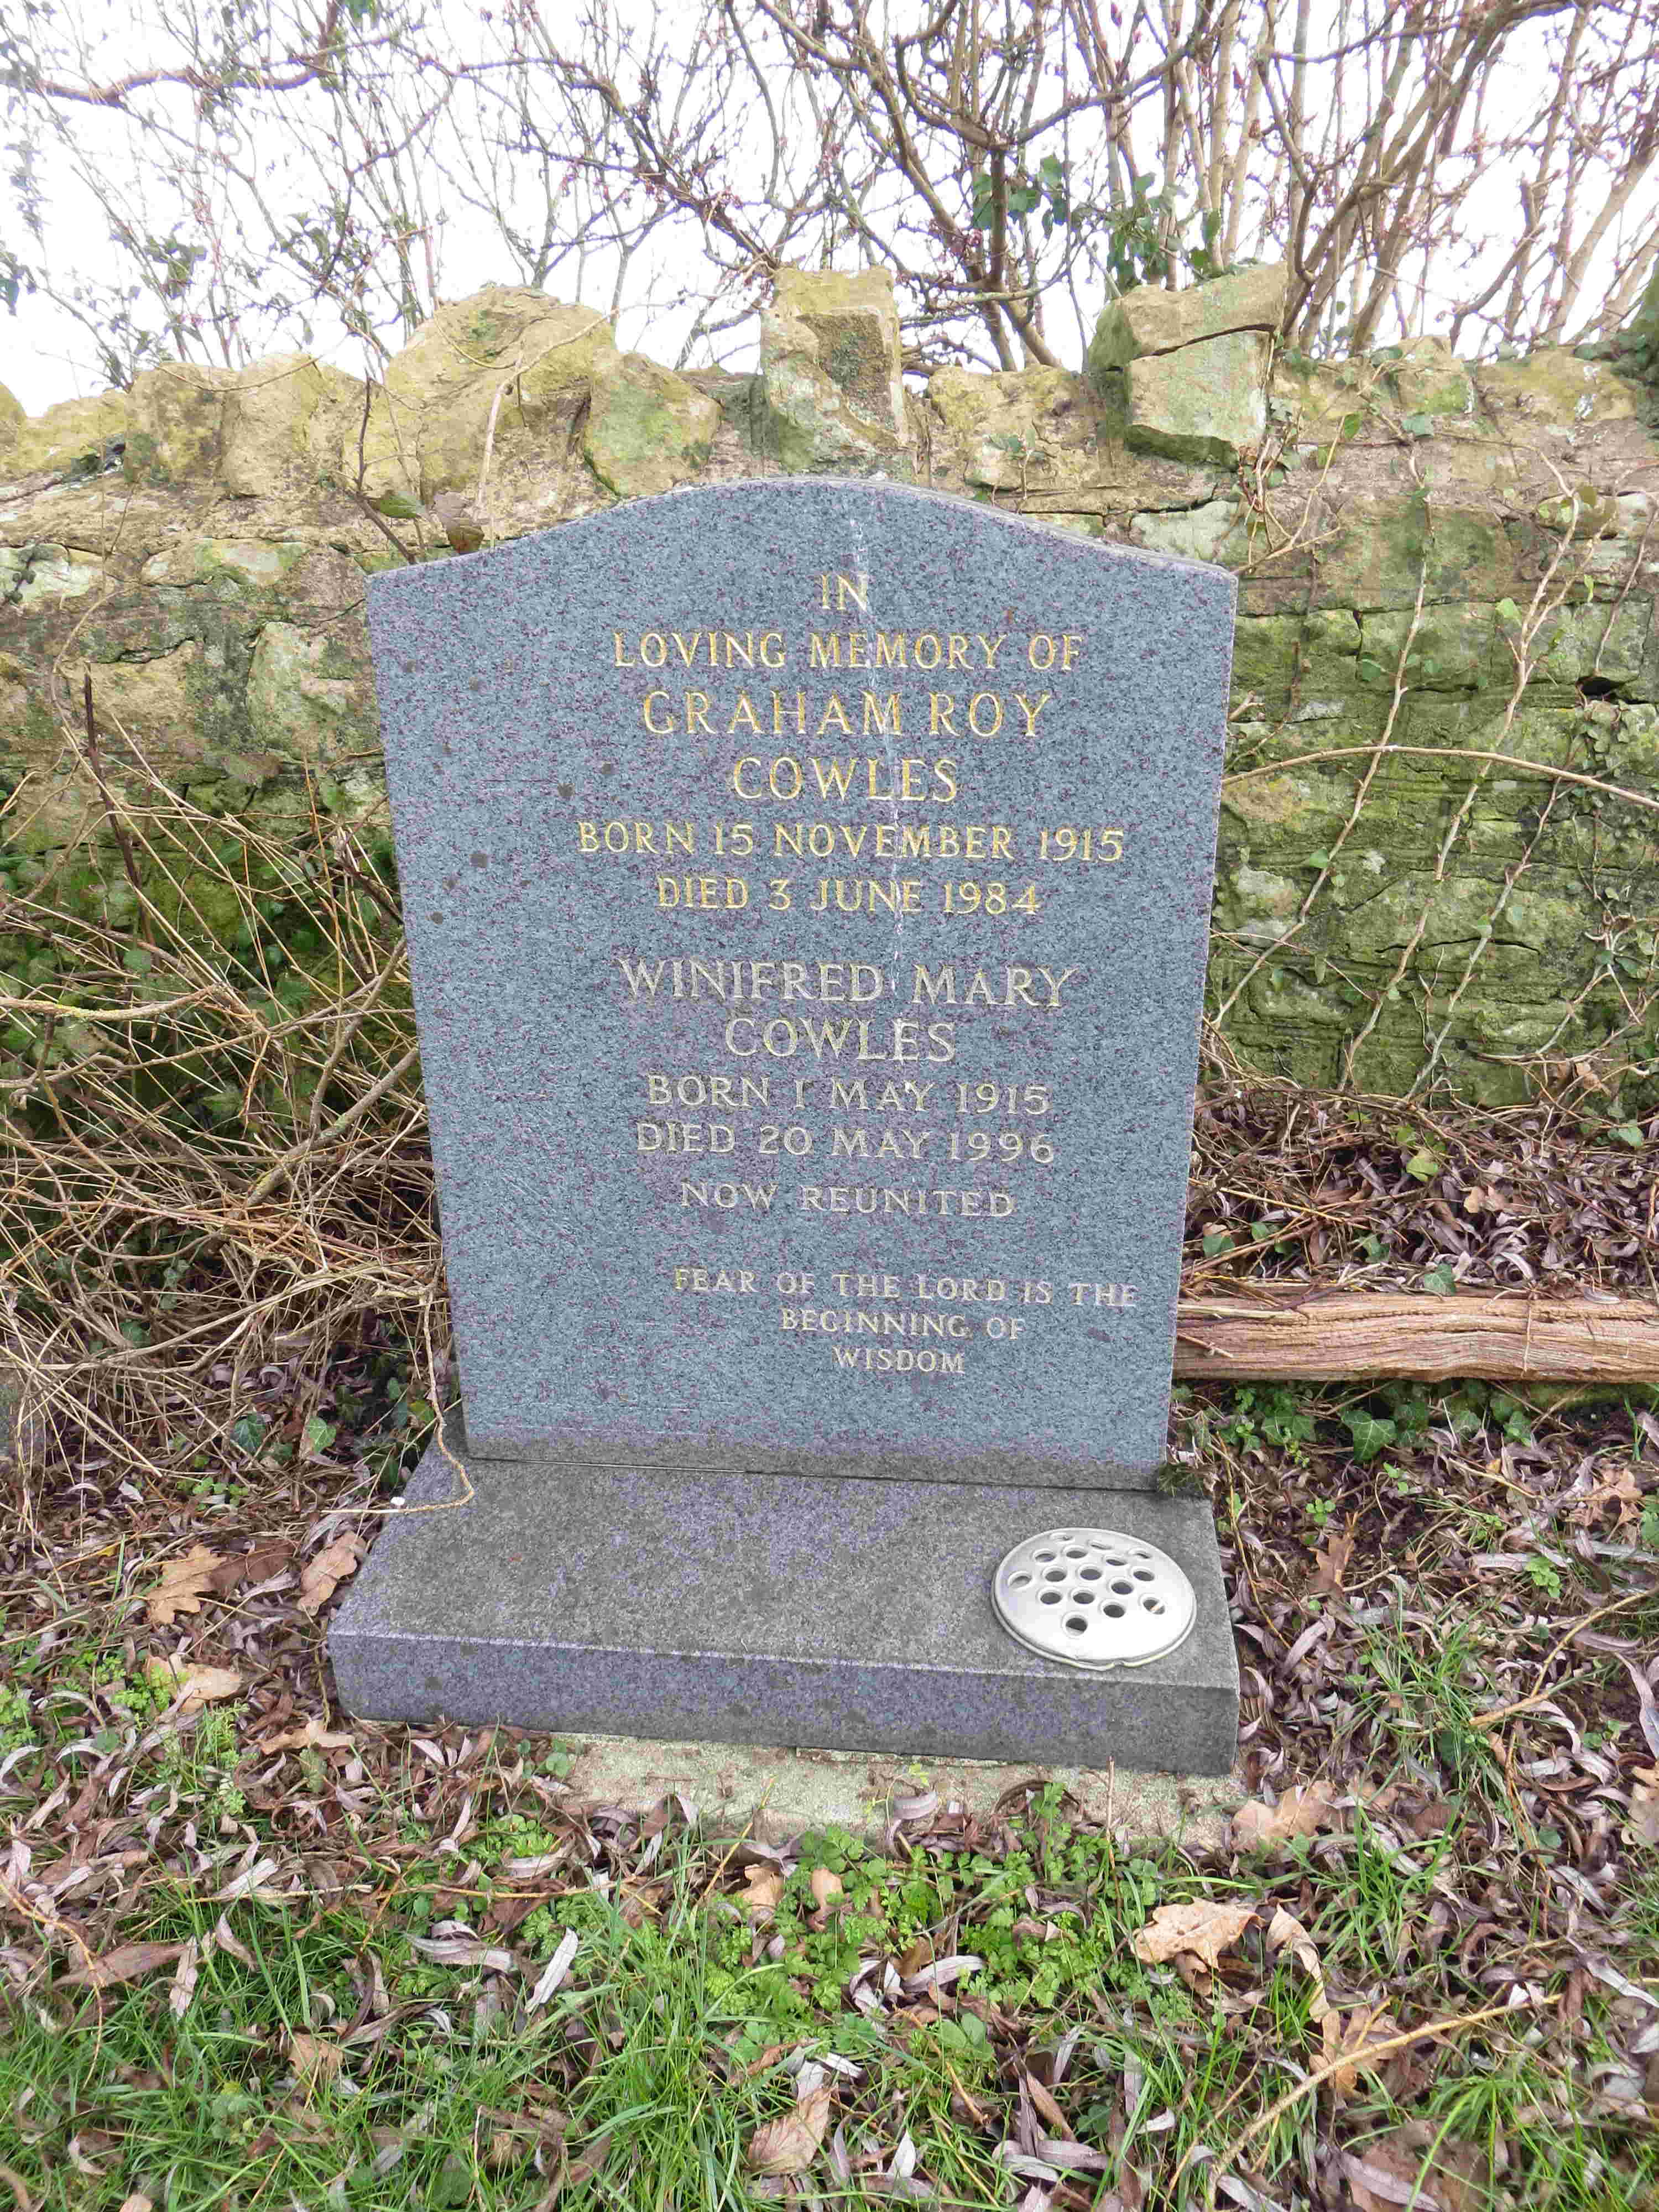 IN
LOVING MEMORY OF
GRAHAM ROY
COWLES
BORN 15 NOVEMBER 1915
DIED 3 JUNE 1984
WINIFRED MARY
COWLES
BORN 1 MAY 1915
DIED 20 MAY 1996
NOW REUNITED
FEAR OF THE LORD IS THE
BEGINNING OF
WISDOM